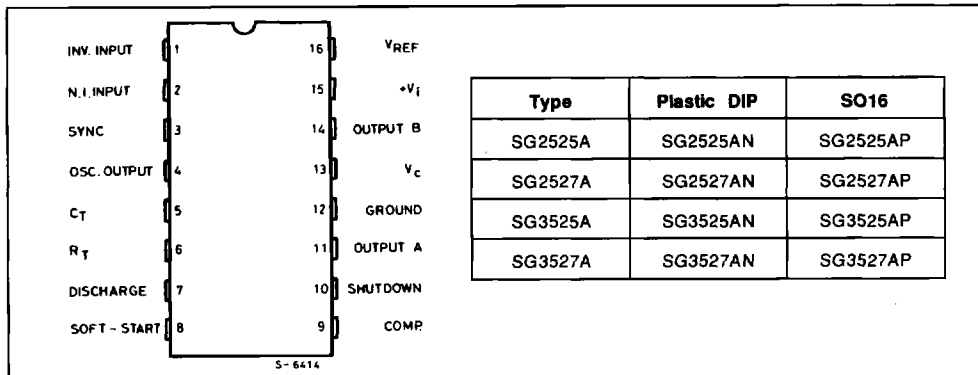 INV. INPUT 1 16 VREF
N.I. INPUT 2 15 +Vi
SYNC 3 14 OUTPUT B
OSC. OUTPUT 4 13 Vc
CT 5 12 GROUND
RT 6 11 OUTPUT A
DISCHARGE 7 10 SHUTDOWN
SOFT - START 8 9 COMP.
S- 6414
Type Plastic DIP SO16
SG2525A SG2525AN SG2525AP
SG2527A SG2527AN SG2527AP
SG3525A SG3525AN SG3525AP
SG3527A SG3527AN SG3527AP